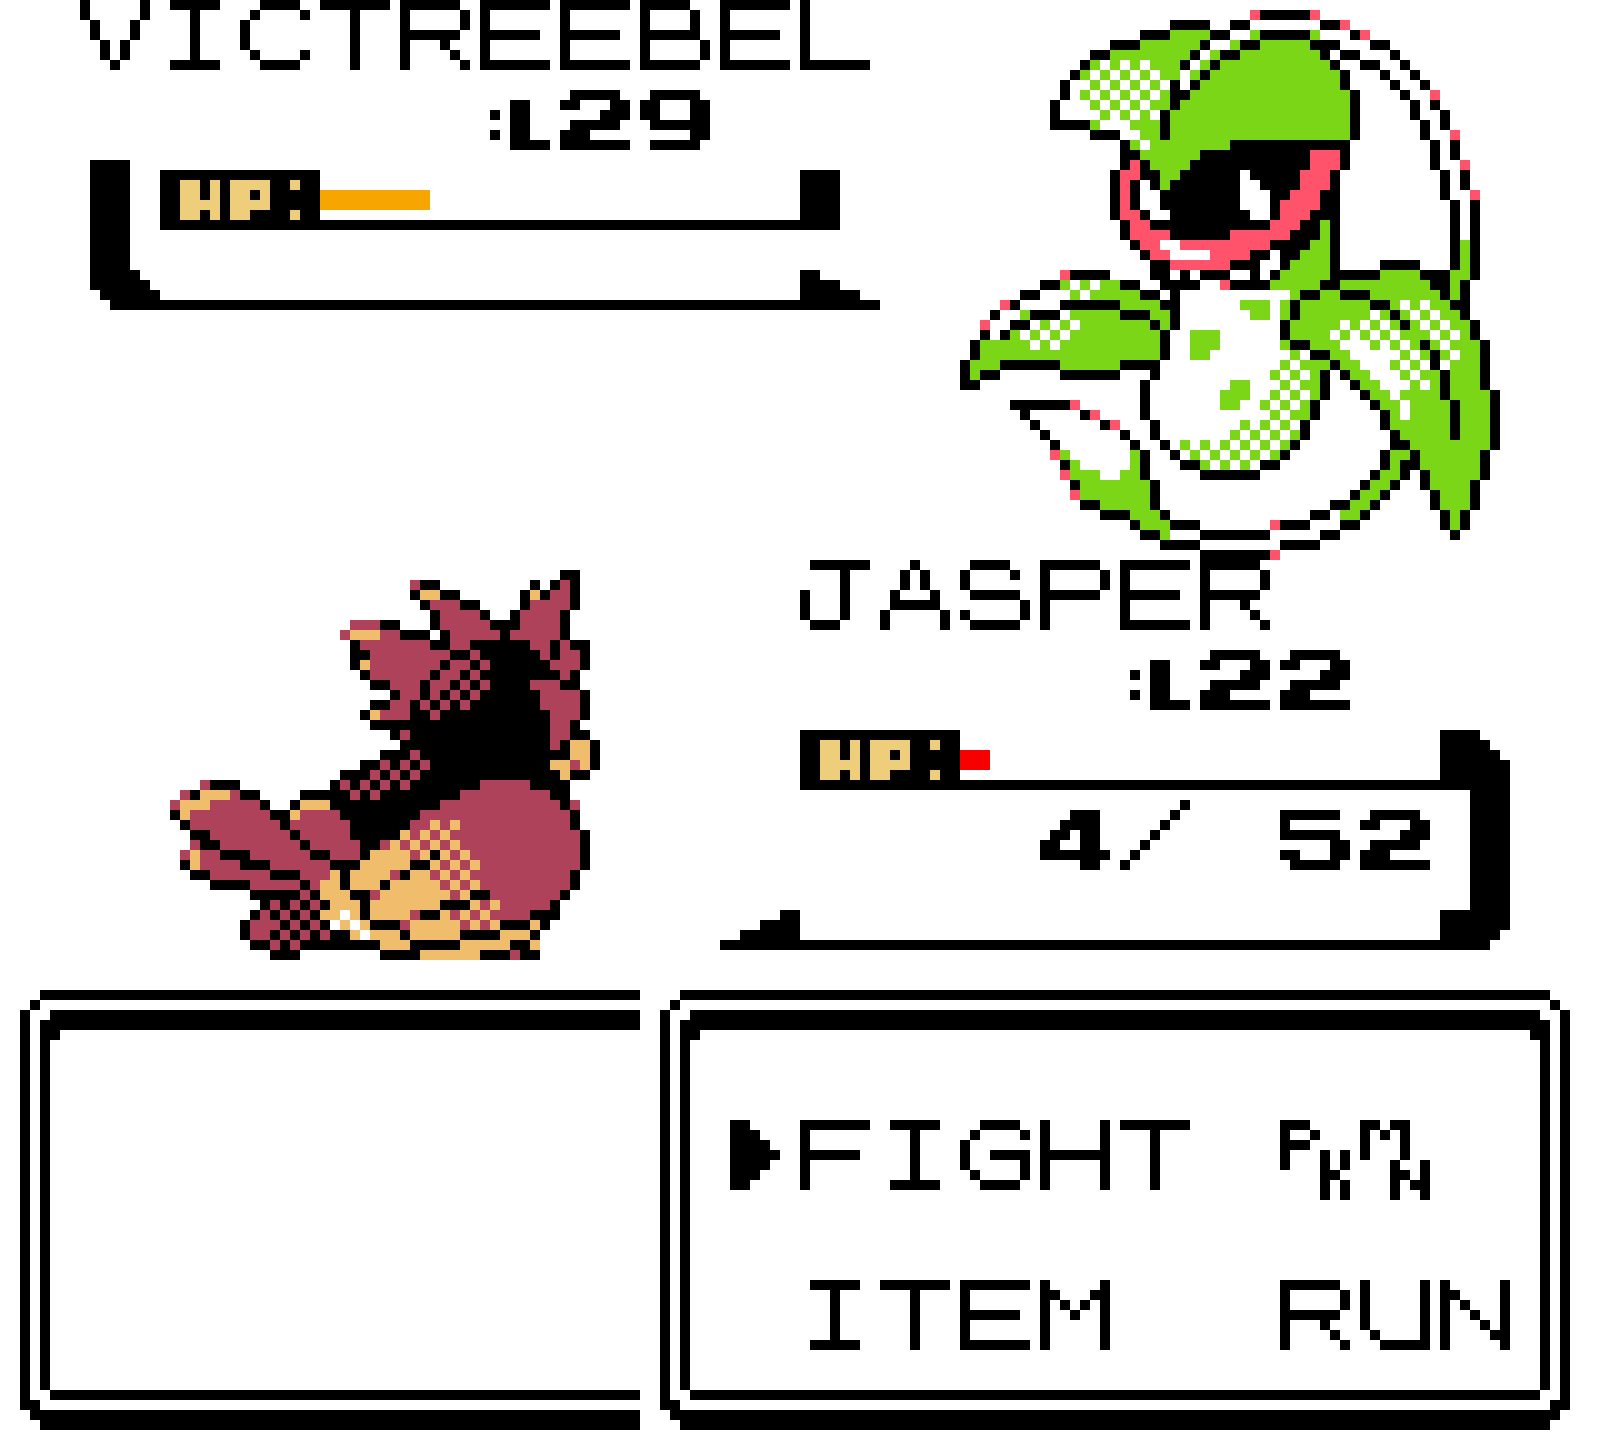 VICTREEBEL
:L29
HP:
JASPER
:L22
HP:
4/ 52
▶FIGHT PKMN
ITEM RUN